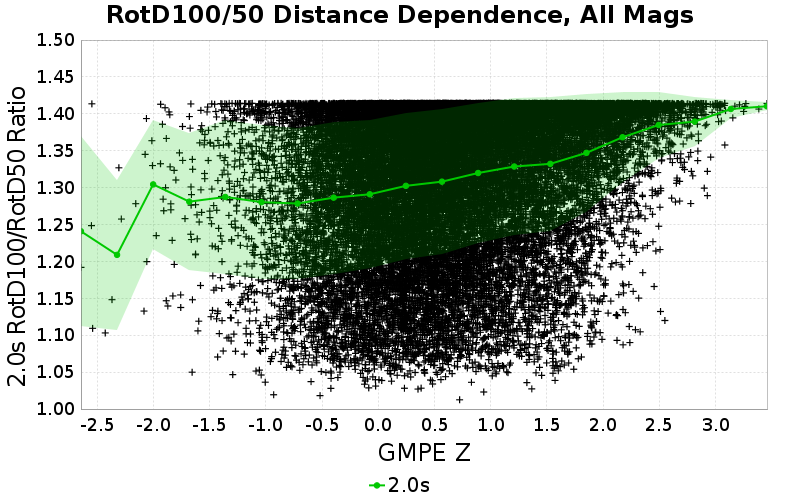 RotD100/50 Distance Dependence, All Mags
2.0s RotD100/RotD50 Ratio
1.50
1.45
1.40
1.35
1.30
1.25
1.20
1.15
1.10
1.05
1.00
-2.5 -2.0 -1.5 -1.0 -0.5 0.0 0.5 1.0 1.5 2.0 2.5 3.0
GMPE Z
2.0s